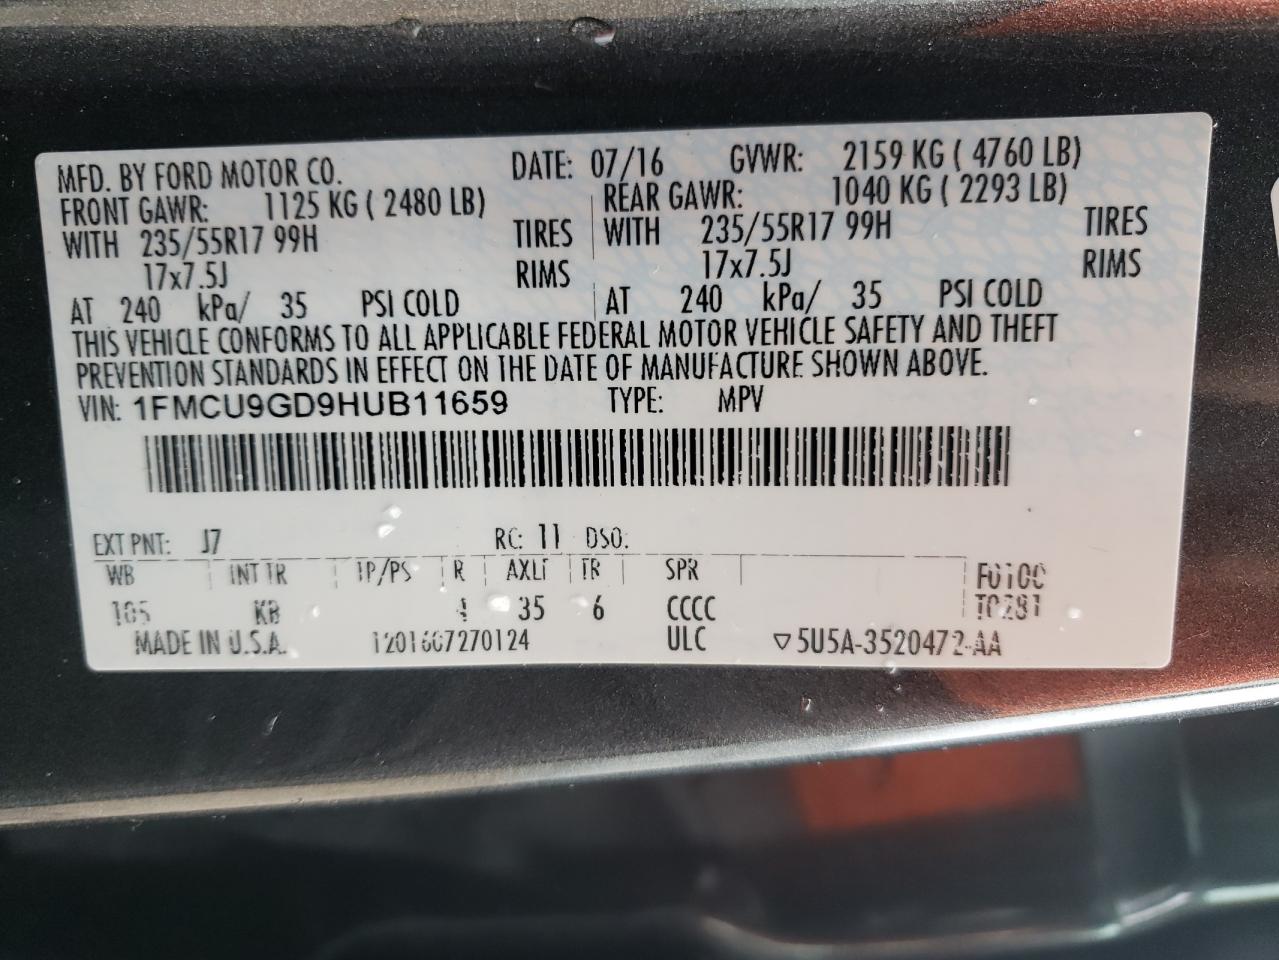 MFD. BY FORD MOTOR CO. DATE: 07/16 GVWR: 2159 KG ( 4760 LB)
FRONT GAWR: 1125 KG ( 2480 LB) REAR GAWR: 1040 KG ( 2293 LB)
WITH 235/55R17 99H TIRES WITH 235/55R17 99H TIRES
17x7.5J RIMS 17x7.5J RIMS
AT 240 kPa/ 35 PSI COLD AT 240 kPa/ 35 PSI COLD
THIS VEHICLE CONFORMS TO ALL APPLICABLE FEDERAL MOTOR VEHICLE SAFETY AND THEFT
PREVENTION STANDARDS IN EFFECT ON THE DATE OF MANUFACTURE SHOWN ABOVE.
VIN: 1FMCU9GD9HUB11659 TYPE: MPV
EXT PNT: J7 RC: 11 DSO:
WB INT TR TP/PS R AXLE TR SPR
105 KB 35 6 CCCC
MADE IN U.S.A. ULC ▽5U5A-3520472-AA